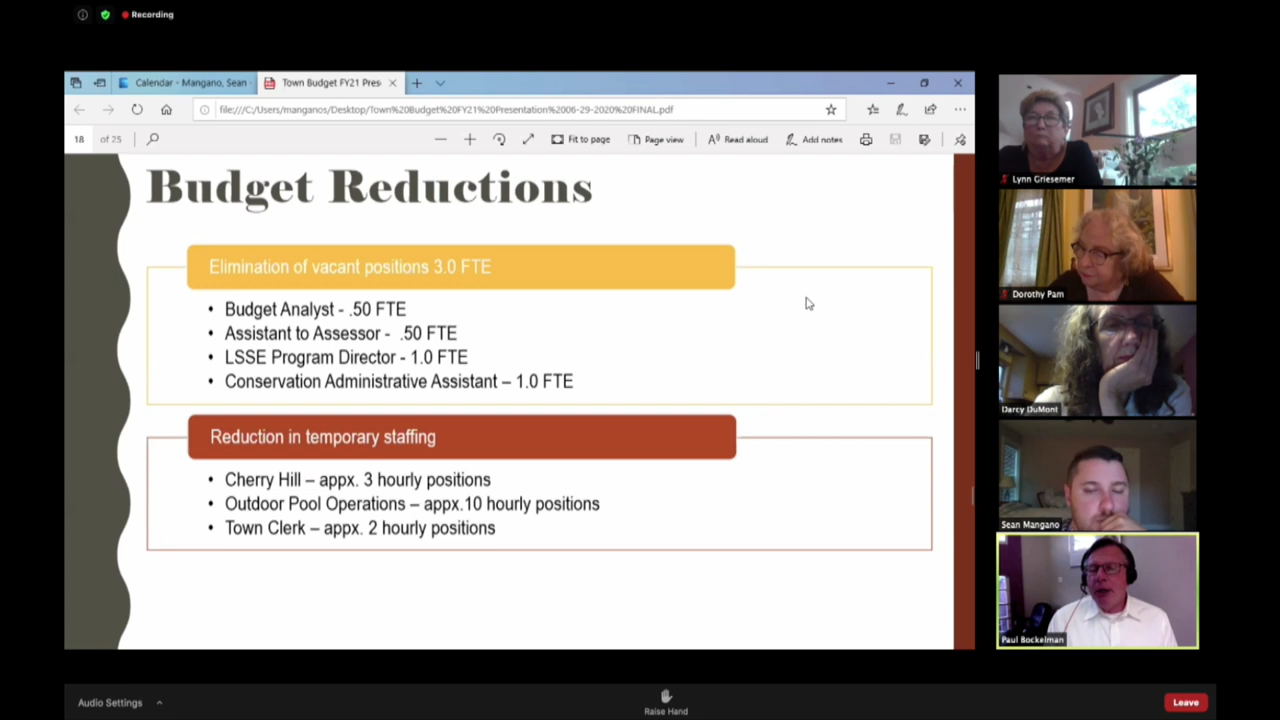 Recording
Calendar - Mangano, Sean
Town Budget FY21 Pres
file:///C:/Users/manganos/Desktop/Town%20Budget%20FY21%20Presentation%2006-29-2020%20FINAL.pdf
18 of 25
Fit to page
Page view
Read aloud
Add notes
Budget Reductions
Elimination of vacant positions 3.0 FTE
• Budget Analyst - .50 FTE
• Assistant to Assessor - .50 FTE
• LSSE Program Director - 1.0 FTE
• Conservation Administrative Assistant – 1.0 FTE
Reduction in temporary staffing
• Cherry Hill – appx. 3 hourly positions
• Outdoor Pool Operations – appx.10 hourly positions
• Town Clerk – appx. 2 hourly positions
Lynn Griesemer
Dorothy Pam
Darcy DuMont
Sean Mangano
Paul Bockelman
Audio Settings
Raise Hand
Leave